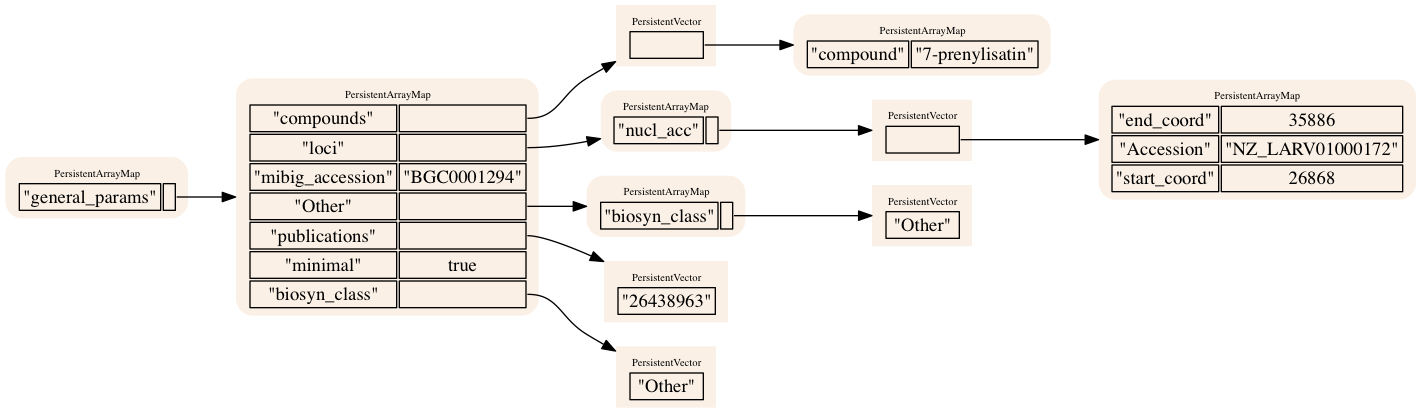 PersistentArrayMap
"general_params"
PersistentArrayMap
"compounds"
"loci"
"mibig_accession" "BGC0001294"
"Other"
"publications"
"minimal" true
"biosyn_class"
PersistentVector
PersistentArrayMap
"compound" "7-prenylisatin"
PersistentArrayMap
"nucl_acc"
PersistentVector
PersistentArrayMap
"end_coord" 35886
"Accession" "NZ_LARV01000172"
"start_coord" 26868
PersistentArrayMap
"biosyn_class"
PersistentVector
"Other"
PersistentVector
"26438963"
PersistentVector
"Other"